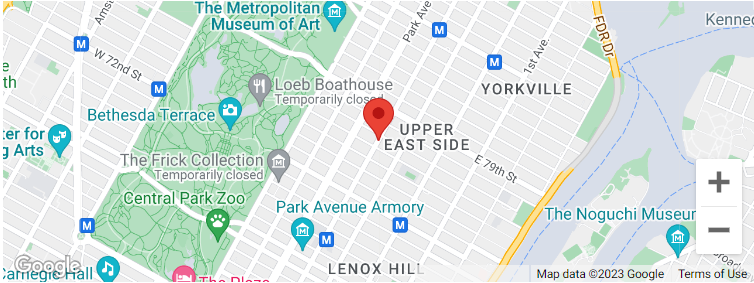 The Metropolitan
Museum of Art
Park Ave
FDR Dr
M
M
W 72nd St
M
1st Ave.
M
Loeb Boathouse
Temporarily closed
YORKVILLE
Bethesda Terrace
UPPER
EAST SIDE
ter for
g Arts
The Frick Collection
Temporarily closed
E 79th St
Central Park Zoo
M
Park Avenue Armory
M
M
M
The Noguchi Museum
LENOX HILL
Google
Carnegie Hall
The Plaza
+
−
Map data ©2023 Google
Terms of Use